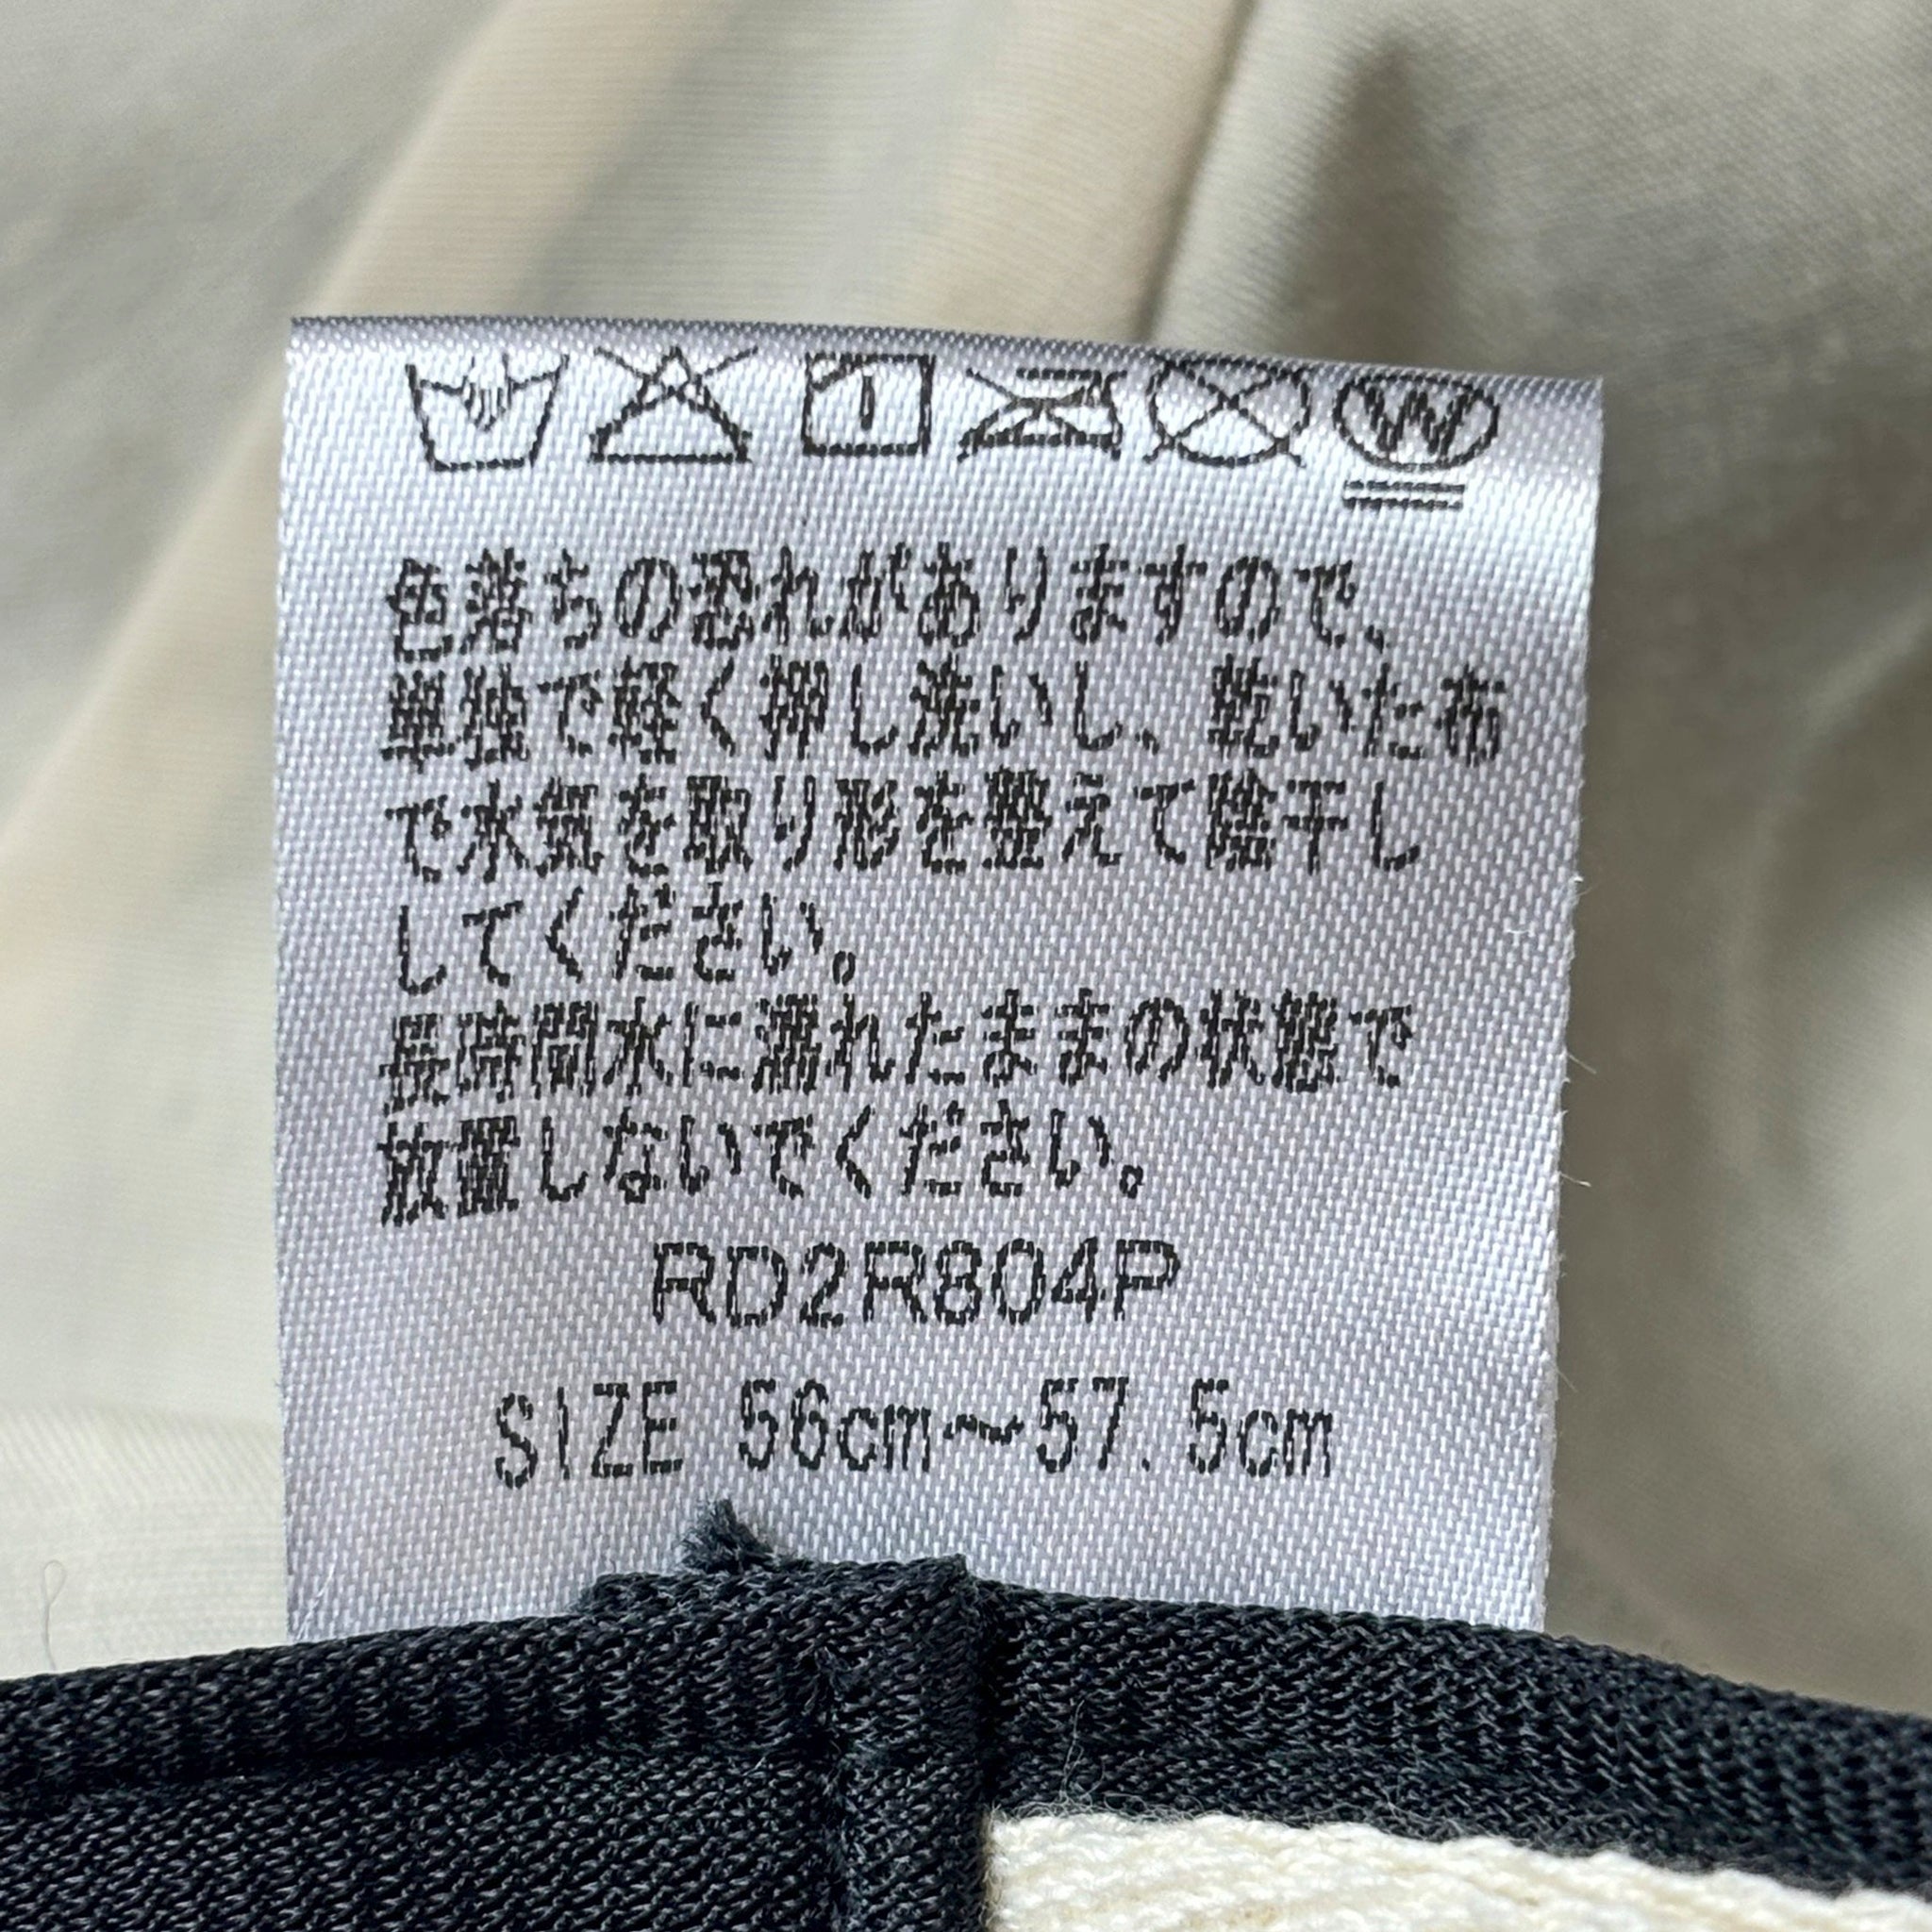 W
色落ちの恐れがありますので、
単独で軽く押し洗いし、乾いた布
で水気を取り形を整えて陰干し
してください。
長時間水に濡れたままの状態で
放置しないでください。
RD2R804P
SIZE 56cm～57.5cm